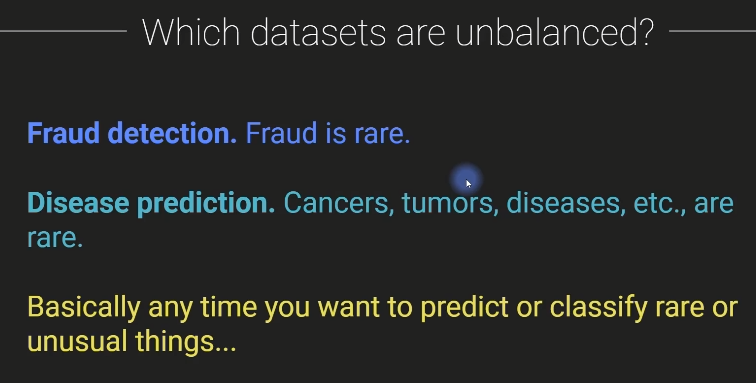 Which datasets are unbalanced?
Fraud detection. Fraud is rare.
Disease prediction. Cancers, tumors, diseases, etc., are
rare.
Basically any time you want to predict or classify rare or
unusual things...